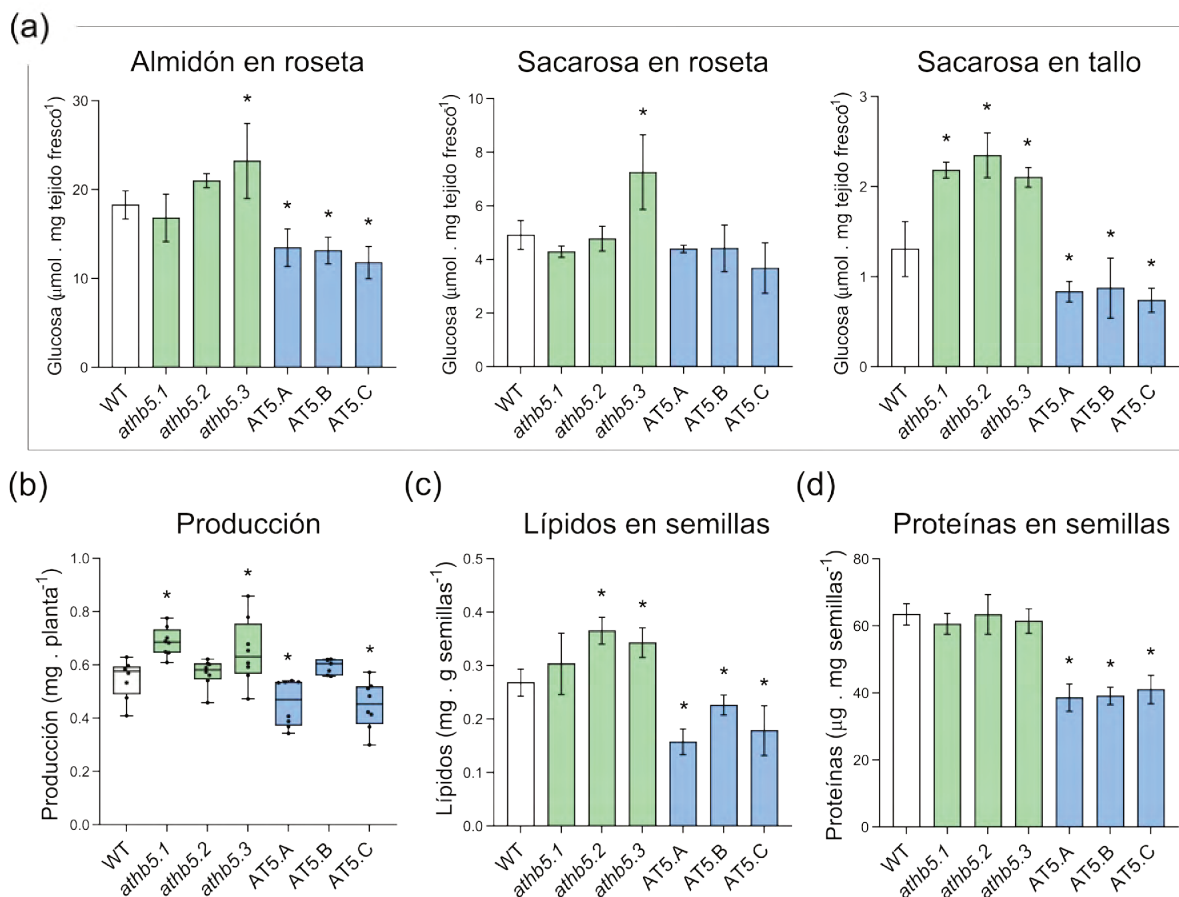 (a)
Almidón en roseta
Glucosa (μmol . mg tejido frescó¹)
30
20
10
0
*
*
*
*
WT
athb5.1
athb5.2
athb5.3
AT5.A
AT5.B
AT5.C
Sacarosa en roseta
Glucosa (μmol . mg tejido frescó¹)
10
8
6
4
2
0
*
WT
athb5.1
athb5.2
athb5.3
AT5.A
AT5.B
AT5.C
Sacarosa en tallo
Glucosa (μmol . mg tejido frescó¹)
3
2
1
0
*
*
*
*
*
*
WT
athb5.1
athb5.2
athb5.3
AT5.A
AT5.B
AT5.C
(b)
Producción
Producción (mg . planta⁻¹)
1.0
0.8
0.6
0.4
0.2
0.0
*
*
*
*
WT
athb5.1
athb5.2
athb5.3
AT5.A
AT5.B
AT5.C
(c)
Lípidos en semillas
Lípidos (mg . g semillas⁻¹)
0.5
0.4
0.3
0.2
0.1
0.0
*
*
*
*
*
WT
athb5.1
athb5.2
athb5.3
AT5.A
AT5.B
AT5.C
(d)
Proteínas en semillas
Proteínas (μg . mg semillas⁻¹)
80
60
40
20
0
*
*
*
WT
athb5.1
athb5.2
athb5.3
AT5.A
AT5.B
AT5.C